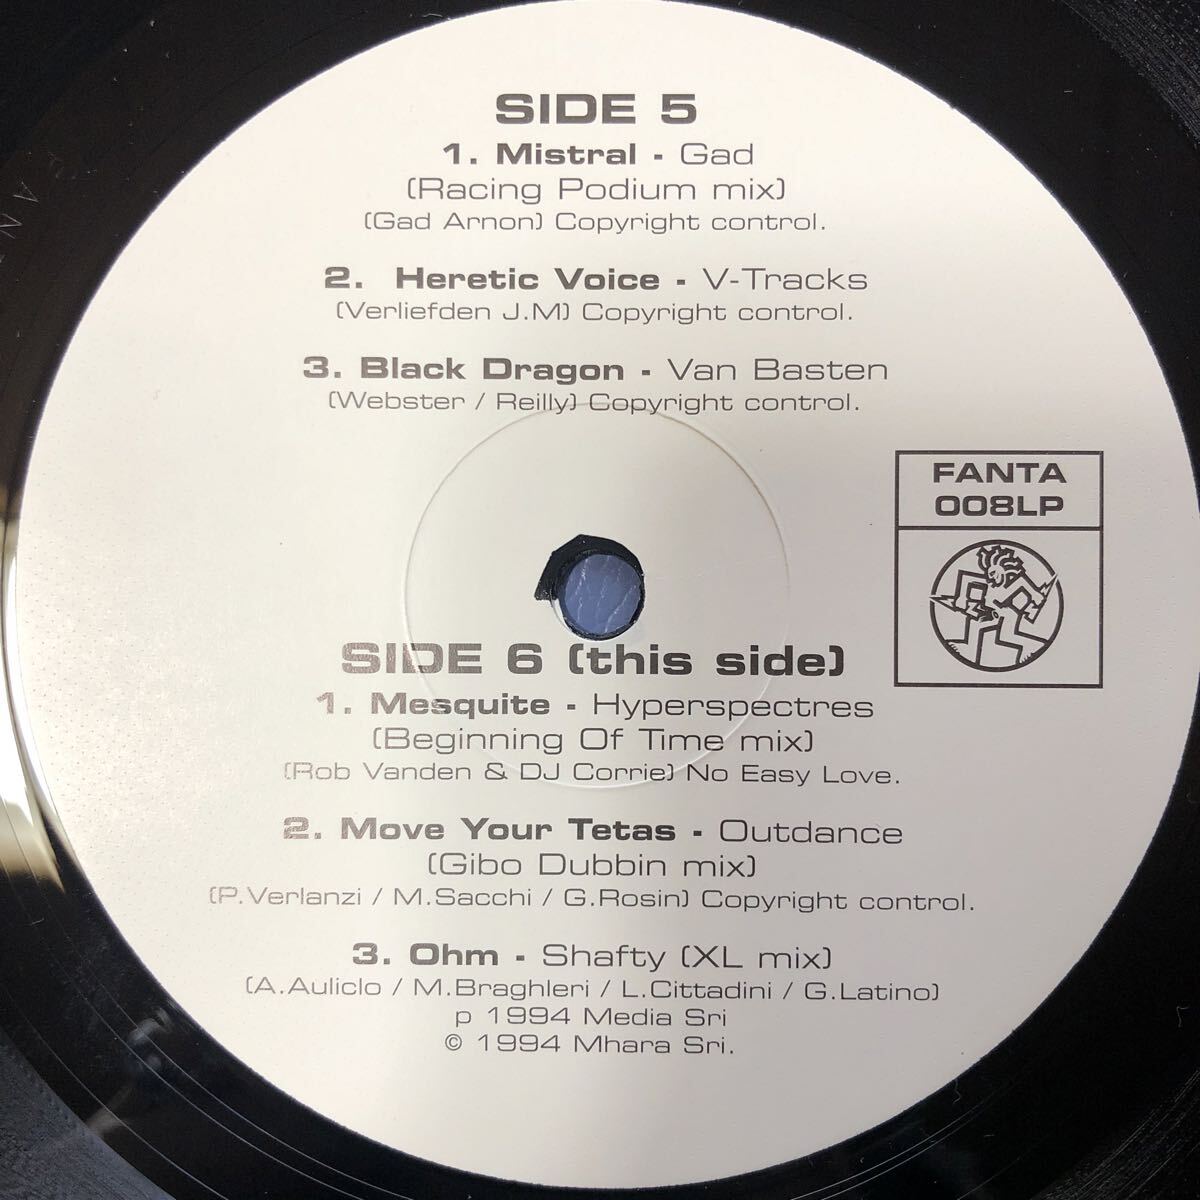 SIDE 5
1. Mistral - Gad
(Racing Podium mix)
(Gad Arnon) Copyright control.
2. Heretic Voice - V-Tracks
(Verliefden J.M) Copyright control.
3. Black Dragon - Van Basten
(Webster / Reilly) Copyright control.
FANTA
008LP
SIDE 6 (this side)
1. Mesquite - Hyperspectres
(Beginning Of Time mix)
(Rob Vanden & DJ Corrie) No Easy Love.
2. Move Your Tetas - Outdance
(Gibo Dubbin mix)
(P.Verlanzi / M.Sacchi / G.Rosin) Copyright control.
3. Ohm - Shafty (XL mix)
(A.Auliclo / M.Braghleri / L.Cittadini / G.Latino)
p 1994 Media Sri
© 1994 Mhara Sri.